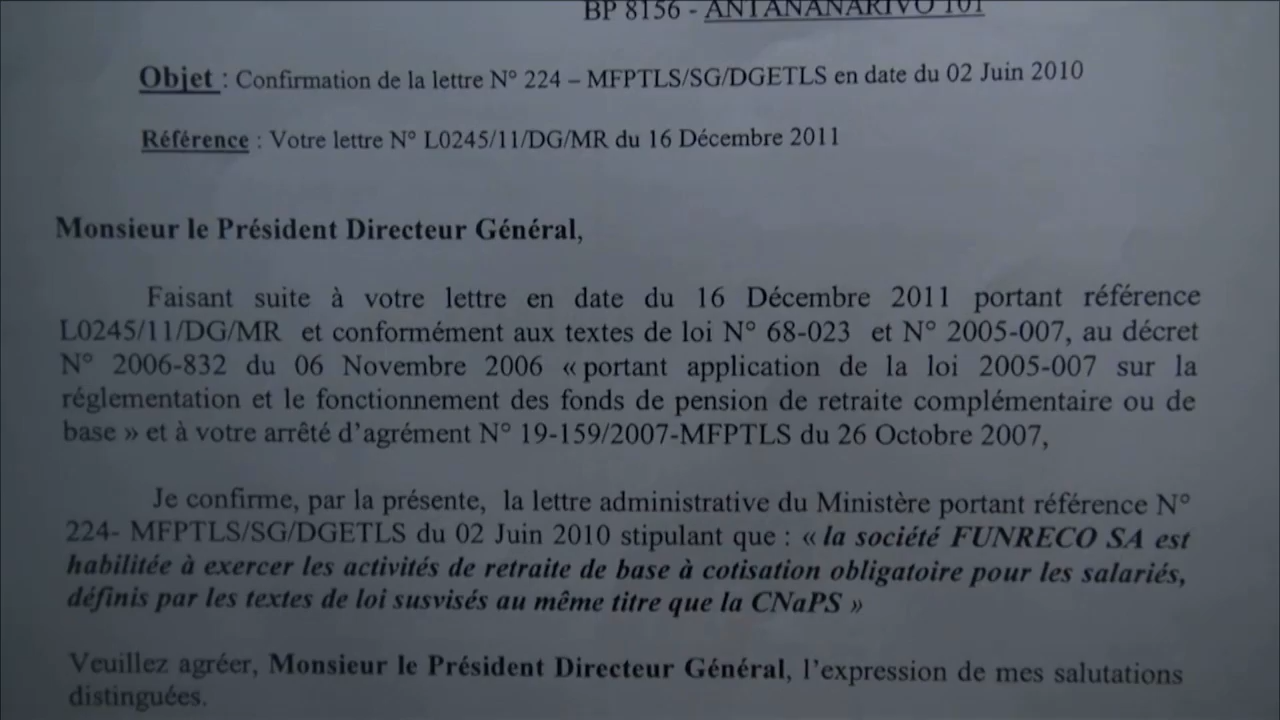 BP 8156 - ANTANANARIVO 101
Objet : Confirmation de la lettre N° 224 – MFPTLS/SG/DGETLS en date du 02 Juin 2010
Référence : Votre lettre N° L0245/11/DG/MR du 16 Décembre 2011
Monsieur le Président Directeur Général,
Faisant suite à votre lettre en date du 16 Décembre 2011 portant référence
L0245/11/DG/MR et conformément aux textes de loi N° 68-023 et N° 2005-007, au décret
N° 2006-832 du 06 Novembre 2006 « portant application de la loi 2005-007 sur la
réglementation et le fonctionnement des fonds de pension de retraite complémentaire ou de
base » et à votre arrêté d’agrément N° 19-159/2007-MFPTLS du 26 Octobre 2007,
Je confirme, par la présente, la lettre administrative du Ministère portant référence N°
224- MFPTLS/SG/DGETLS du 02 Juin 2010 stipulant que : « la société FUNRECO SA est
habilitée à exercer les activités de retraite de base à cotisation obligatoire pour les salariés,
définis par les textes de loi susvisés au même titre que la CNaPS »
Veuillez agréer, Monsieur le Président Directeur Général, l’expression de mes salutations
distinguées.